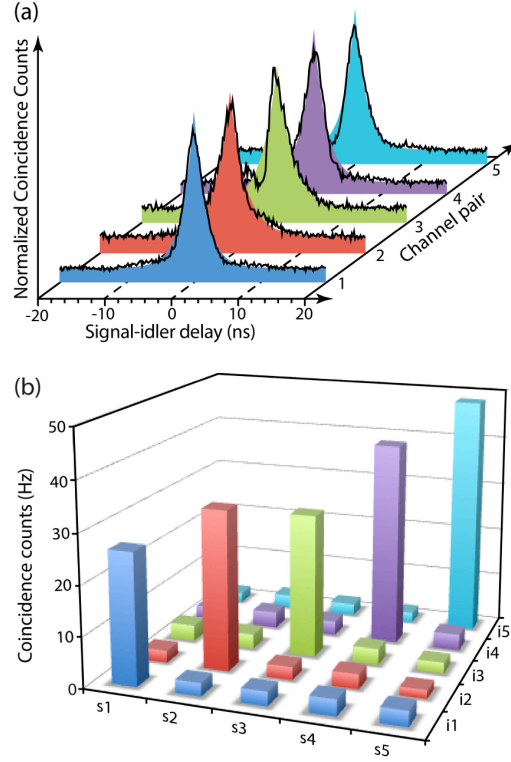 (a)
Normalized Coincidence Counts
5
4
3
2
1
Channel pair
-20 -10 0 10 20
Signal-idler delay (ns)
(b)
50
40
30
20
10
0
Coincidence counts (Hz)
s1 s2 s3 s4 s5
i1 i2 i3 i4 i5